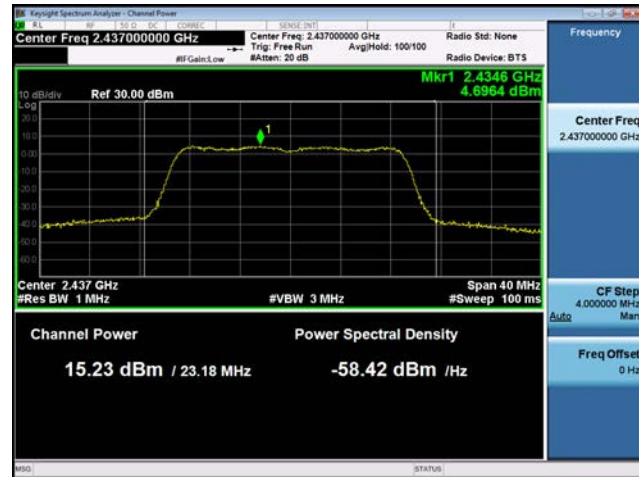 Keysight Spectrum Analyzer - Channel Power
RL RF 50 Ω DC CORREC SENSE:INT
Center Freq 2.437000000 GHz
Center Freq: 2.437000000 GHz
Radio Std: None
Trig: Free Run Avg|Hold: 100/100
#IFGain:Low #Atten: 20 dB Radio Device: BTS
Mkr1 2.4346 GHz
4.6964 dBm
10 dB/div Ref 30.00 dBm
Log
20.0
10.0
0.00
-10.0
-20.0
-30.0
-40.0
-50.0
-60.0
1
Center 2.437 GHz Span 40 MHz
#Res BW 1 MHz #VBW 3 MHz #Sweep 100 ms
Channel Power Power Spectral Density
15.23 dBm / 23.18 MHz -58.42 dBm /Hz
MSG STATUS
Frequency
Center Freq
2.437000000 GHz
CF Step
4.000000 MHz
Auto Man
Freq Offset
0 Hz